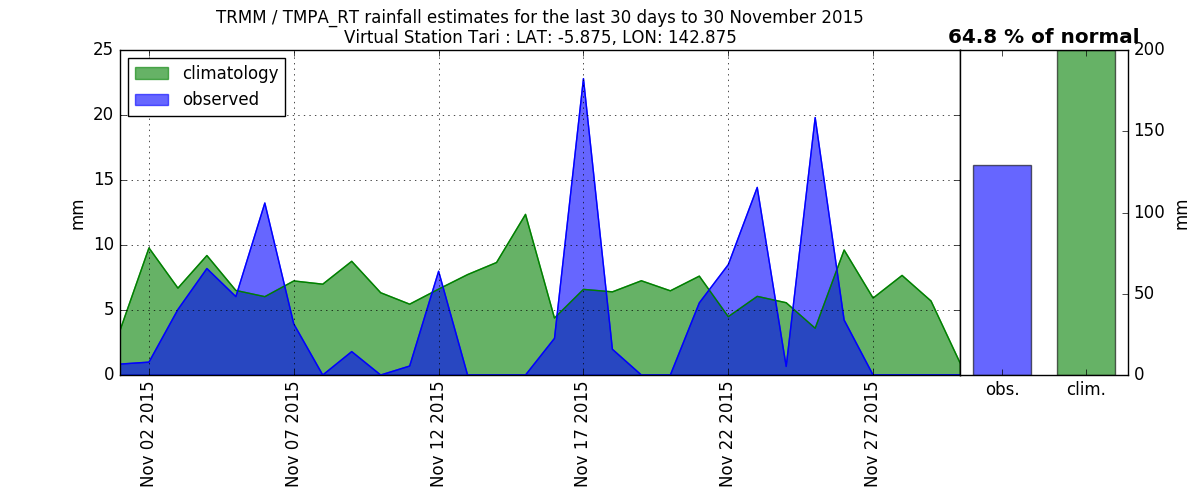 TRMM / TMPA_RT rainfall estimates for the last 30 days to 30 November 2015
Virtual Station Tari : LAT: -5.875, LON: 142.875
64.8 % of normal
climatology
observed
25
20
15
10
5
0
mm
Nov 02 2015
Nov 07 2015
Nov 12 2015
Nov 17 2015
Nov 22 2015
Nov 27 2015
200
150
100
50
0
mm
obs.
clim.